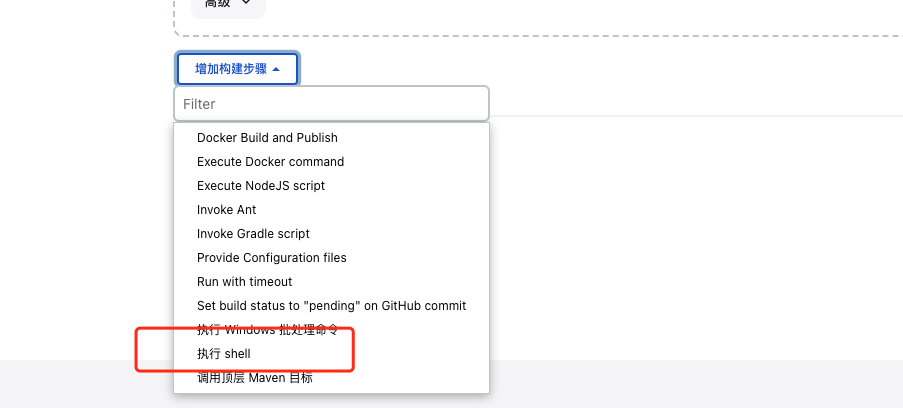 高级
增加构建步骤
Filter
Docker Build and Publish
Execute Docker command
Execute NodeJS script
Invoke Ant
Invoke Gradle script
Provide Configuration files
Run with timeout
Set build status to "pending" on GitHub commit
执行 Windows 批处理命令
执行 shell
调用顶层 Maven 目标